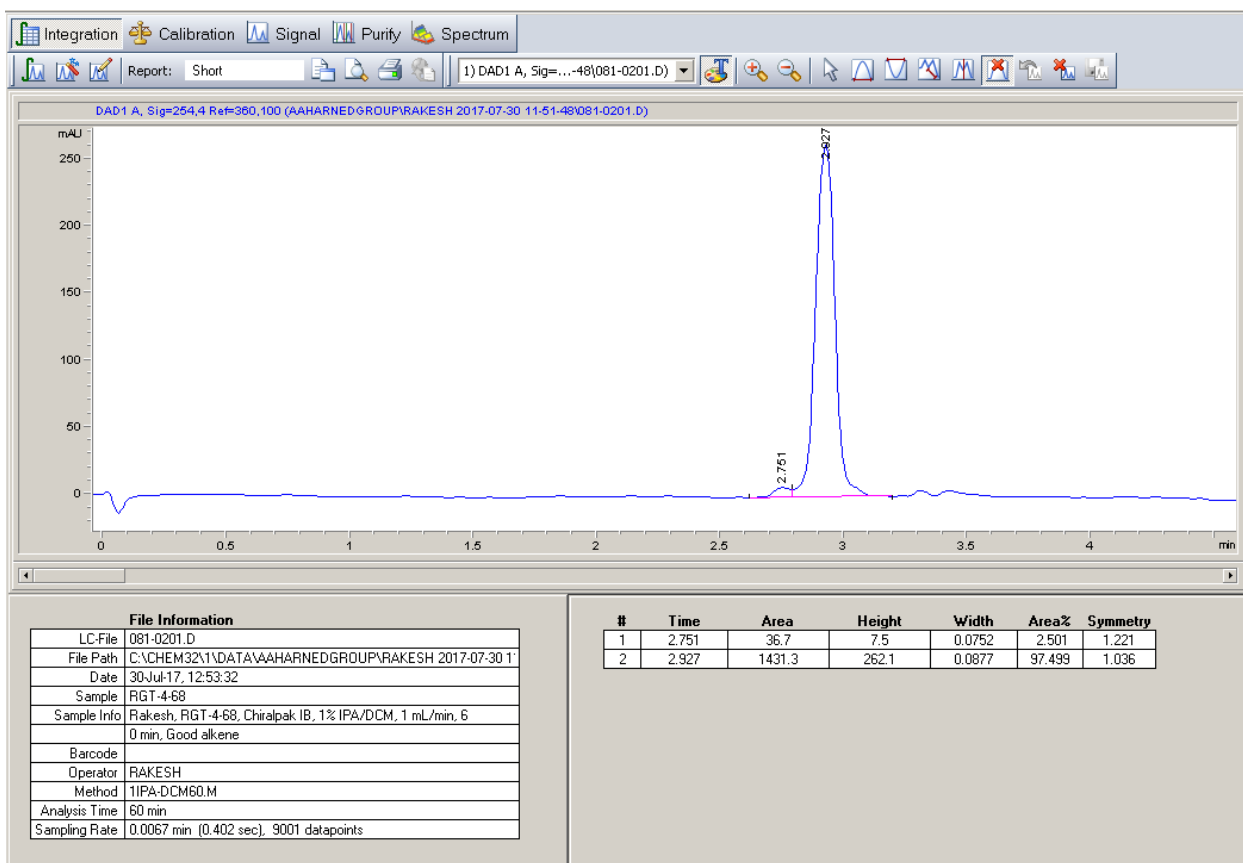 Integration Calibration Signal Purify Spectrum
Report: Short 1) DAD1 A, Sig=...-48\081-0201.D)
DAD1 A, Sig=254,4 Ref=360,100 (AAHARNEDGROUP\RAKESH 2017-07-30 11-51-48\081-0201.D)
mAU
250
200
150
100
50
0
2.751
2.927
0 0.5 1 1.5 2 2.5 3 3.5 4 min
File Information
LC-File 081-0201.D
File Path C:\CHEM32\1\DATA\AAHARNEDGROUP\RAKESH 2017-07-30 1
Date 30-Jul-17, 12:53:32
Sample RGT-4-68
Sample Info Rakesh, RGT-4-68, Chiralpak IB, 1% IPA/DCM, 1 mL/min, 6
0 min, Good alkene
Barcode
Operator RAKESH
Method 1IPA-DCM60.M
Analysis Time 60 min
Sampling Rate 0.0067 min (0.402 sec), 9001 datapoints
# Time Area Height Width Area% Symmetry
1 2.751 36.7 7.5 0.0752 2.501 1.221
2 2.927 1431.3 262.1 0.0877 97.499 1.036